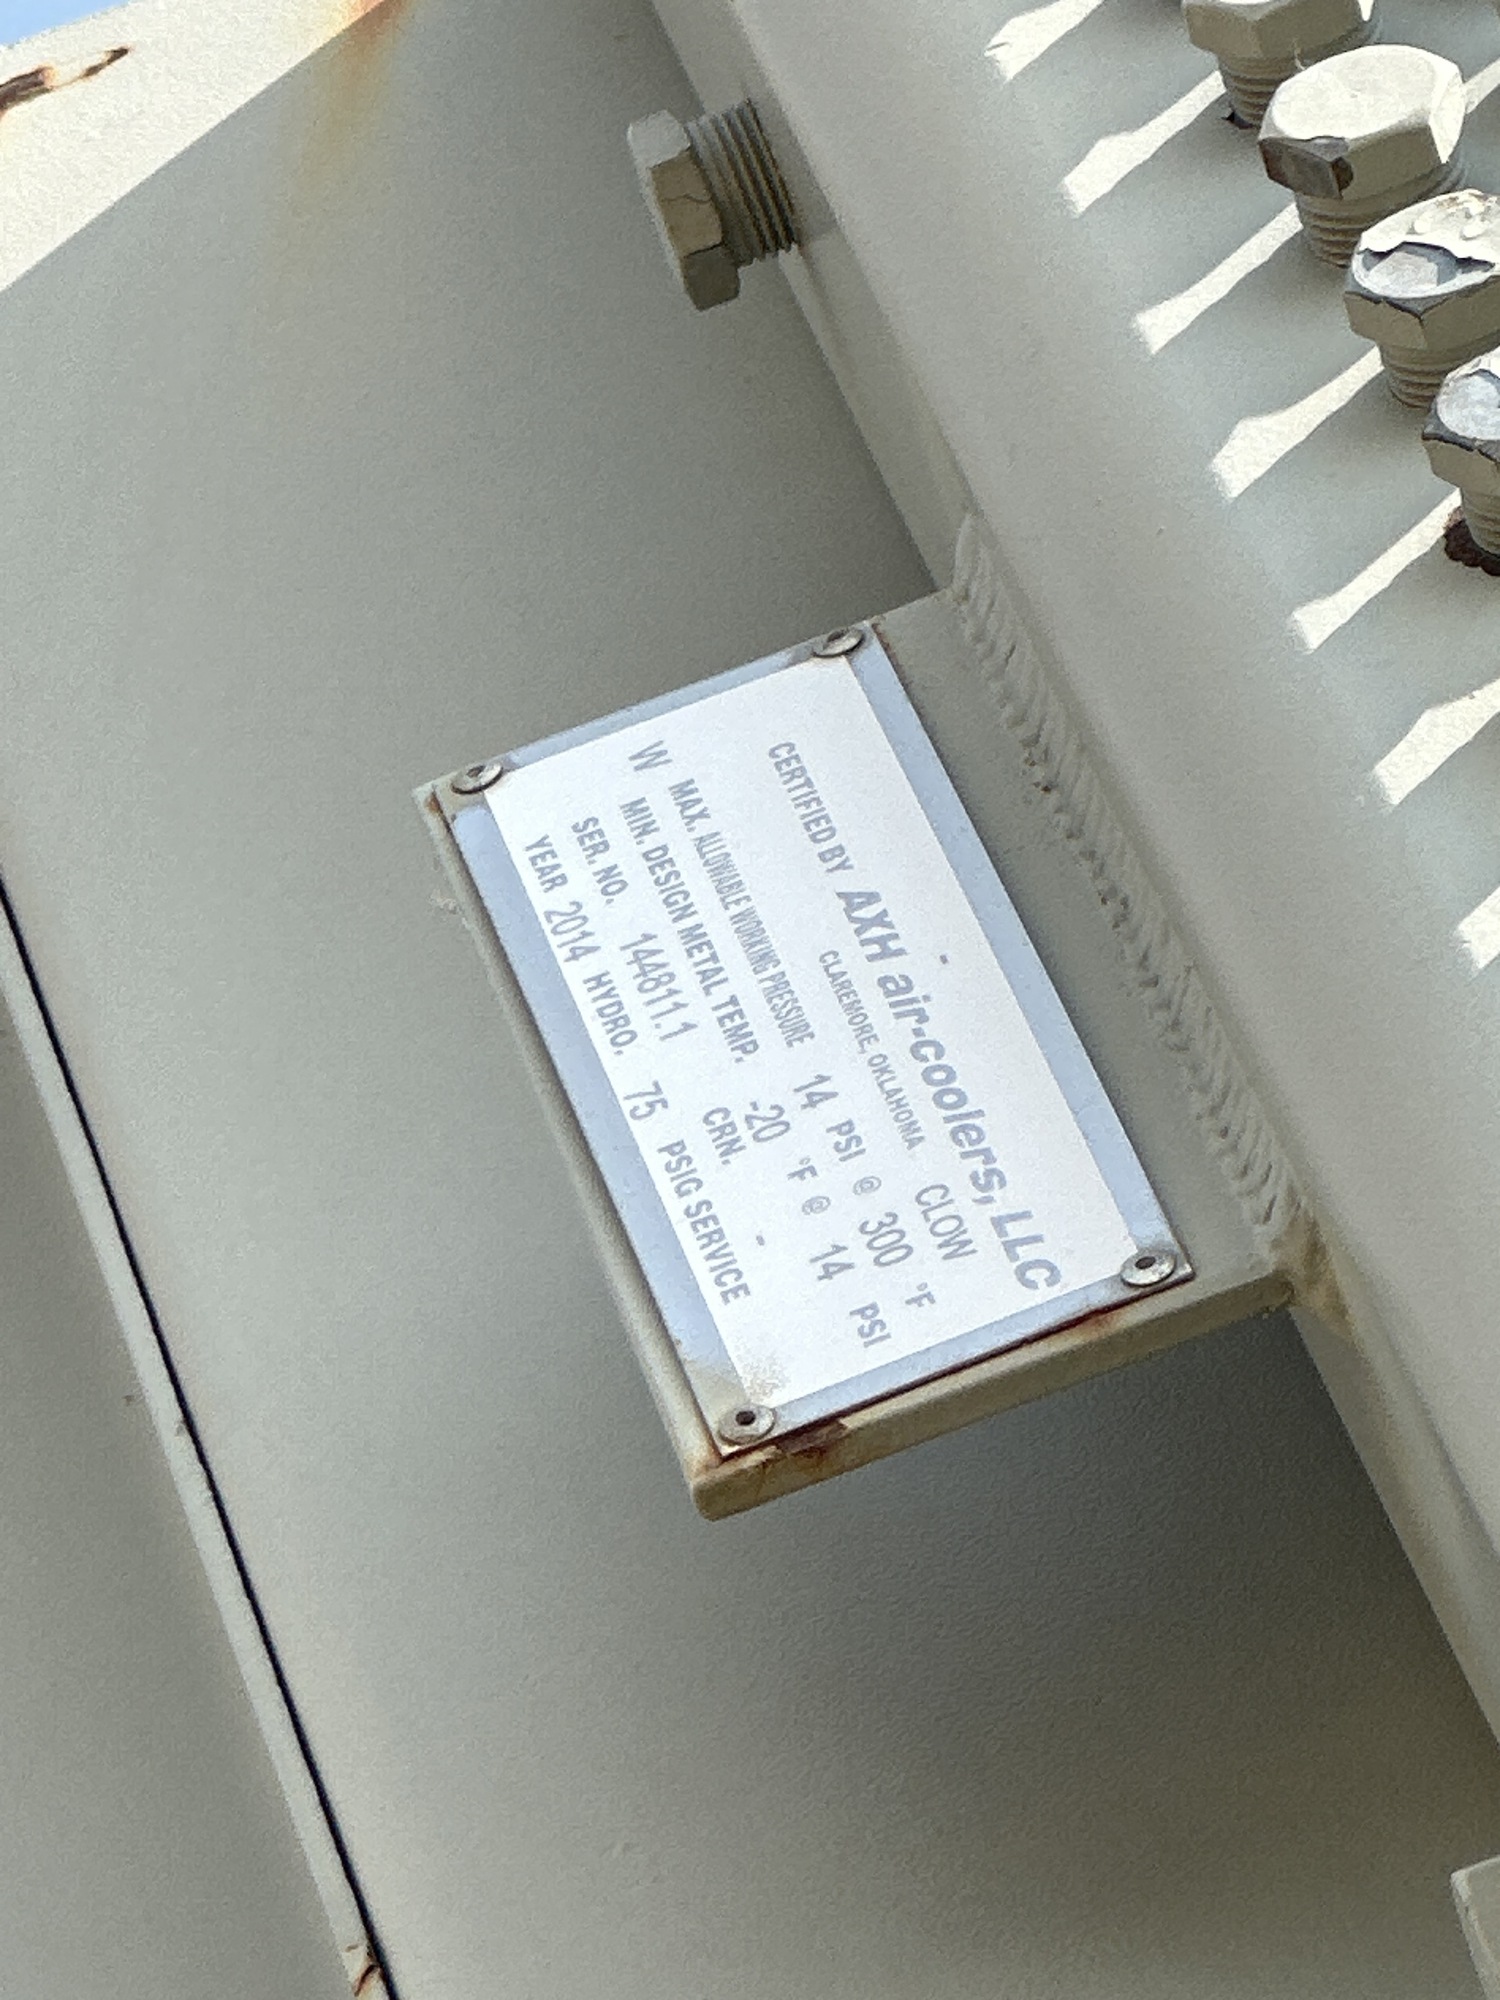 CERTIFIED BY AXH air-coolers, LLC
CLAREMORE, OKLAHOMA CLOW
W MAX. ALLOWABLE WORKING PRESSURE 14 PSI @ 300 °F
MIN. DESIGN METAL TEMP. -20 °F @ 14 PSI
SER. NO. 144811.1 CRN. -
YEAR 2014 HYDRO. 75 PSIG SERVICE